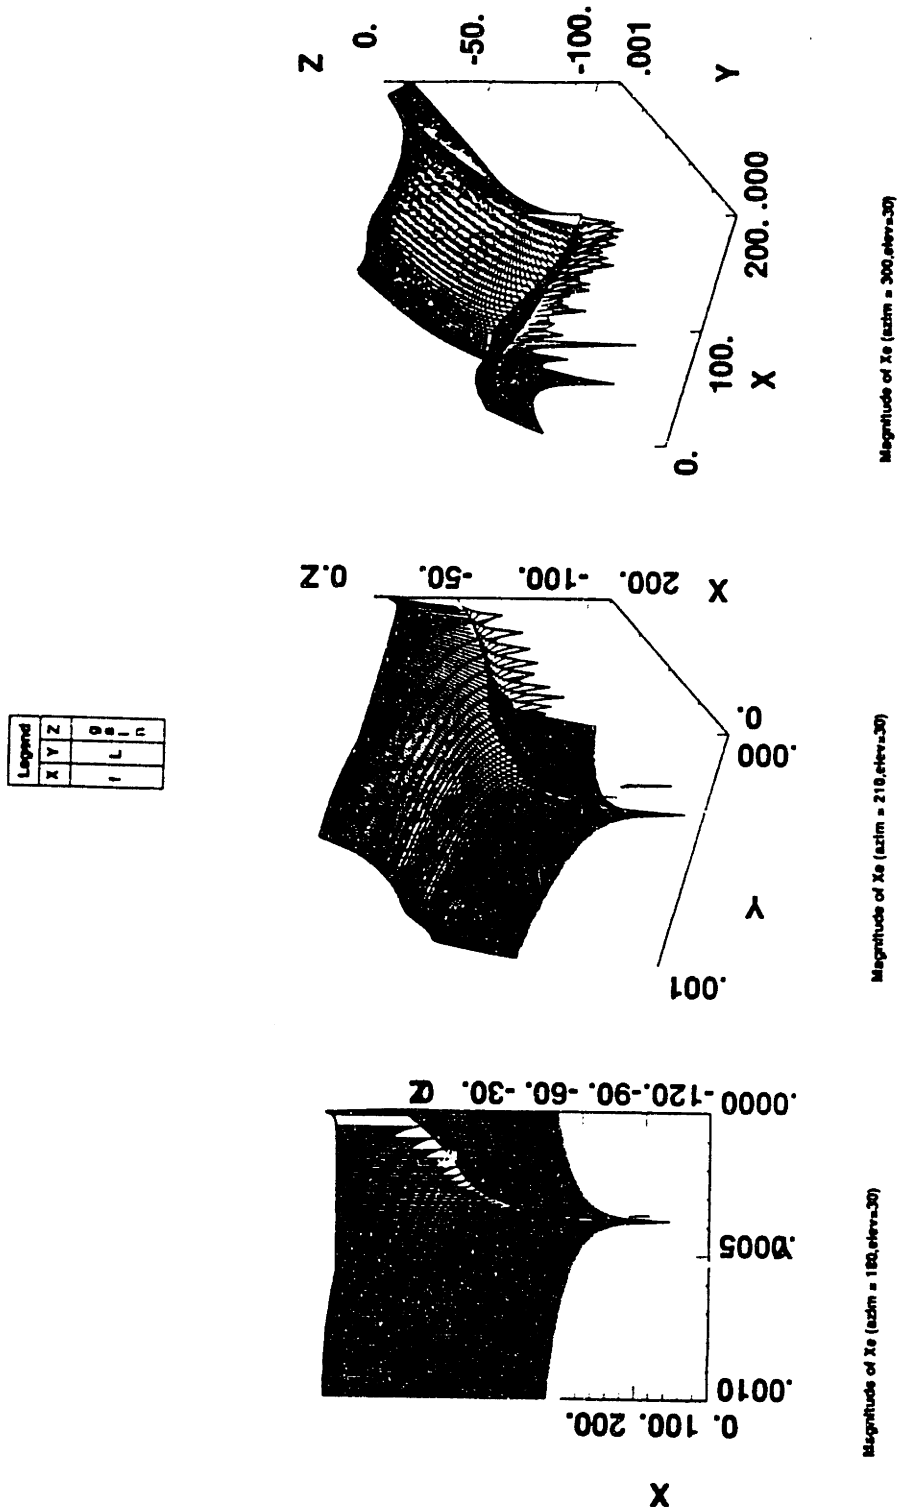 Legend
X Y Z
f L gain
Z 0. -50. -100. .001
Y
200. .000
100.
X
0.
Magnitude of Xe (azim = 300,elev=30)
0.Z -50. -100. 200. X
0.
.000
Y
.001
Magnitude of Xe (azim = 210,elev=30)
-30. -60. -90. -120.
.0000
.0005
Y
.0010
0. 100. 200.
X
Magnitude of Xe (azim = 180,elev=30)